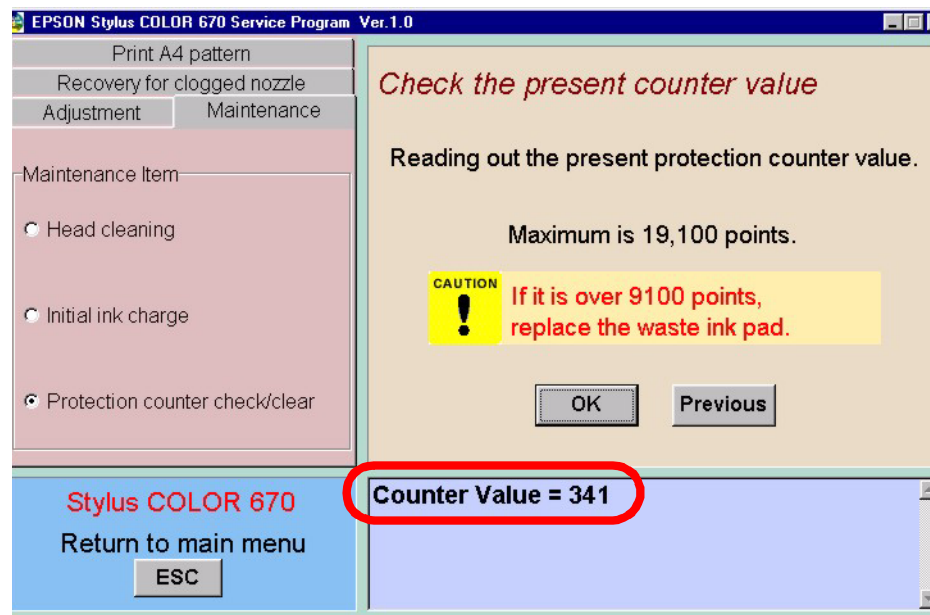 EPSON Stylus COLOR 670 Service Program Ver.1.0
Print A4 pattern
Recovery for clogged nozzle
Adjustment
Maintenance
Maintenance Item
Head cleaning
Initial ink charge
Protection counter check/clear
Check the present counter value
Reading out the present protection counter value.
Maximum is 19,100 points.
CAUTION
If it is over 9100 points,
replace the waste ink pad.
OK
Previous
Stylus COLOR 670
Return to main menu
ESC
Counter Value = 341